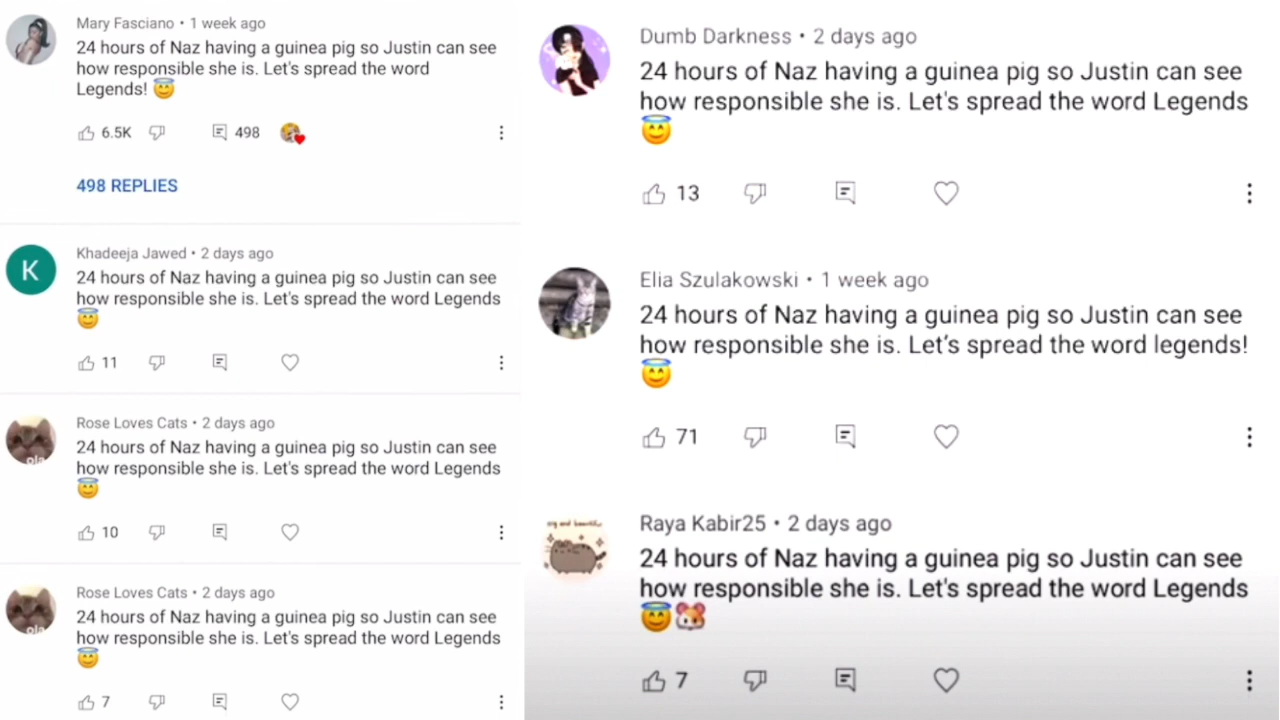 Mary Fasciano • 1 week ago
24 hours of Naz having a guinea pig so Justin can see
how responsible she is. Let's spread the word
Legends! 😇
6.5K 498
498 REPLIES
K
Khadeeja Jawed • 2 days ago
24 hours of Naz having a guinea pig so Justin can see
how responsible she is. Let's spread the word Legends
😇
11
Rose Loves Cats • 2 days ago
ola
24 hours of Naz having a guinea pig so Justin can see
how responsible she is. Let's spread the word Legends
😇
10
Rose Loves Cats • 2 days ago
ola
24 hours of Naz having a guinea pig so Justin can see
how responsible she is. Let's spread the word Legends
😇
7
Dumb Darkness • 2 days ago
24 hours of Naz having a guinea pig so Justin can see
how responsible she is. Let's spread the word Legends
😇
13
Elia Szulakowski • 1 week ago
24 hours of Naz having a guinea pig so Justin can see
how responsible she is. Let’s spread the word legends!
😇
71
Raya Kabir25 • 2 days ago
24 hours of Naz having a guinea pig so Justin can see
how responsible she is. Let's spread the word Legends
😇🐹
7